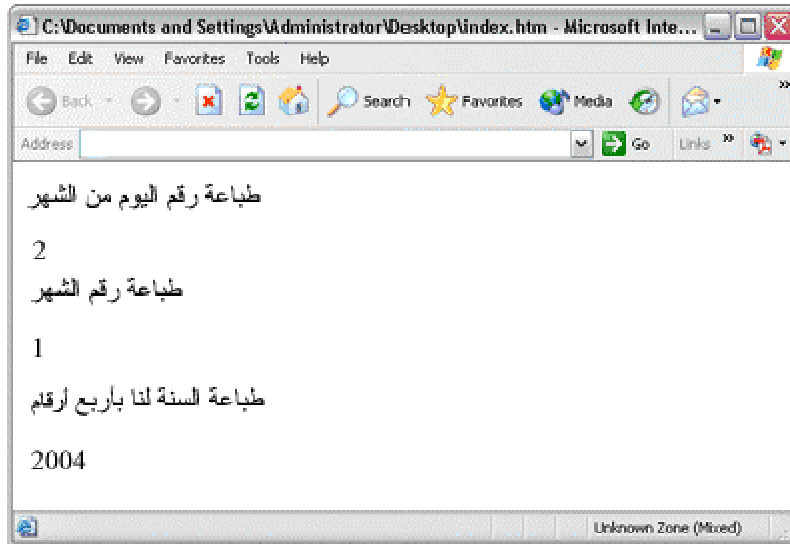 C:\Documents and Settings\Administrator\Desktop\index.htm - Microsoft Inte...
File Edit View Favorites Tools Help
Back Search Favorites Media »
Address Go Links »
طباعة رقم اليوم من الشهر
2
طباعة رقم الشهر
1
طباعة السنة لنا بأربع أرقام
2004
Unknown Zone (Mixed)